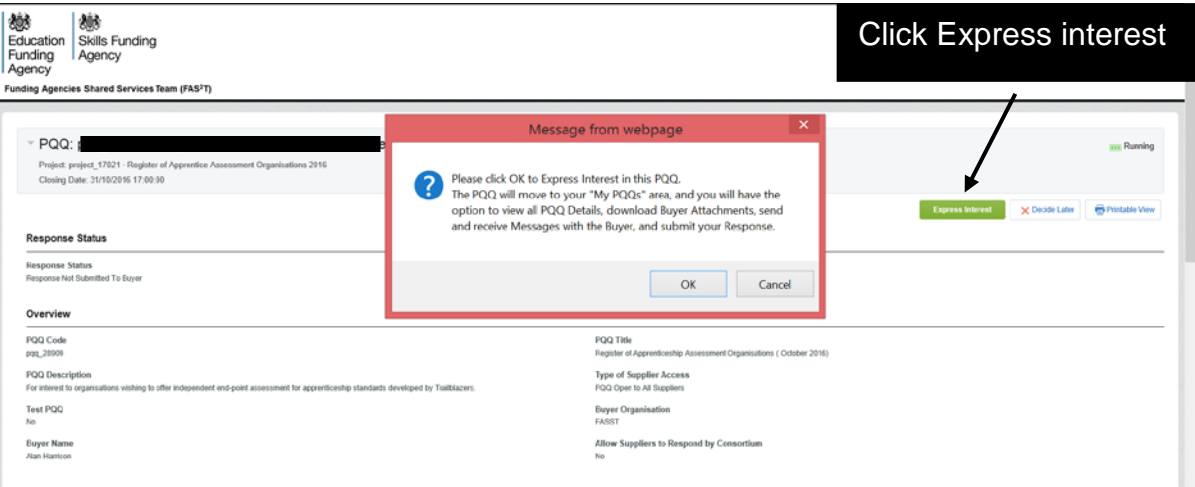 Education
Funding
Agency
Skills Funding
Agency
Click Express interest
Funding Agencies Shared Services Team (FAS²T)
PQQ:
Running
Project: project_17021 - Register of Apprentice Assessment Organisations 2016
Closing Date: 31/10/2016 17:00:00
Message from webpage
Please click OK to Express Interest in this PQQ.
The PQQ will move to your "My PQQs" area, and you will have the
option to view all PQQ Details, download Buyer Attachments, send
and receive Messages with the Buyer, and submit your Response.
OK Cancel
Express Interest Decide Later Printable View
Response Status
Response Status
Response Not Submitted To Buyer
Overview
PQQ Code
pqq_28909
PQQ Title
Register of Apprenticeship Assessment Organisations ( October 2016)
PQQ Description
For interest to organisations wishing to offer independent end-point assessment for apprenticeship standards developed by Trailblazers.
Type of Supplier Access
PQQ Open to All Suppliers
Test PQQ
No
Buyer Organisation
FASST
Buyer Name
Alan Harrison
Allow Suppliers to Respond by Consortium
No